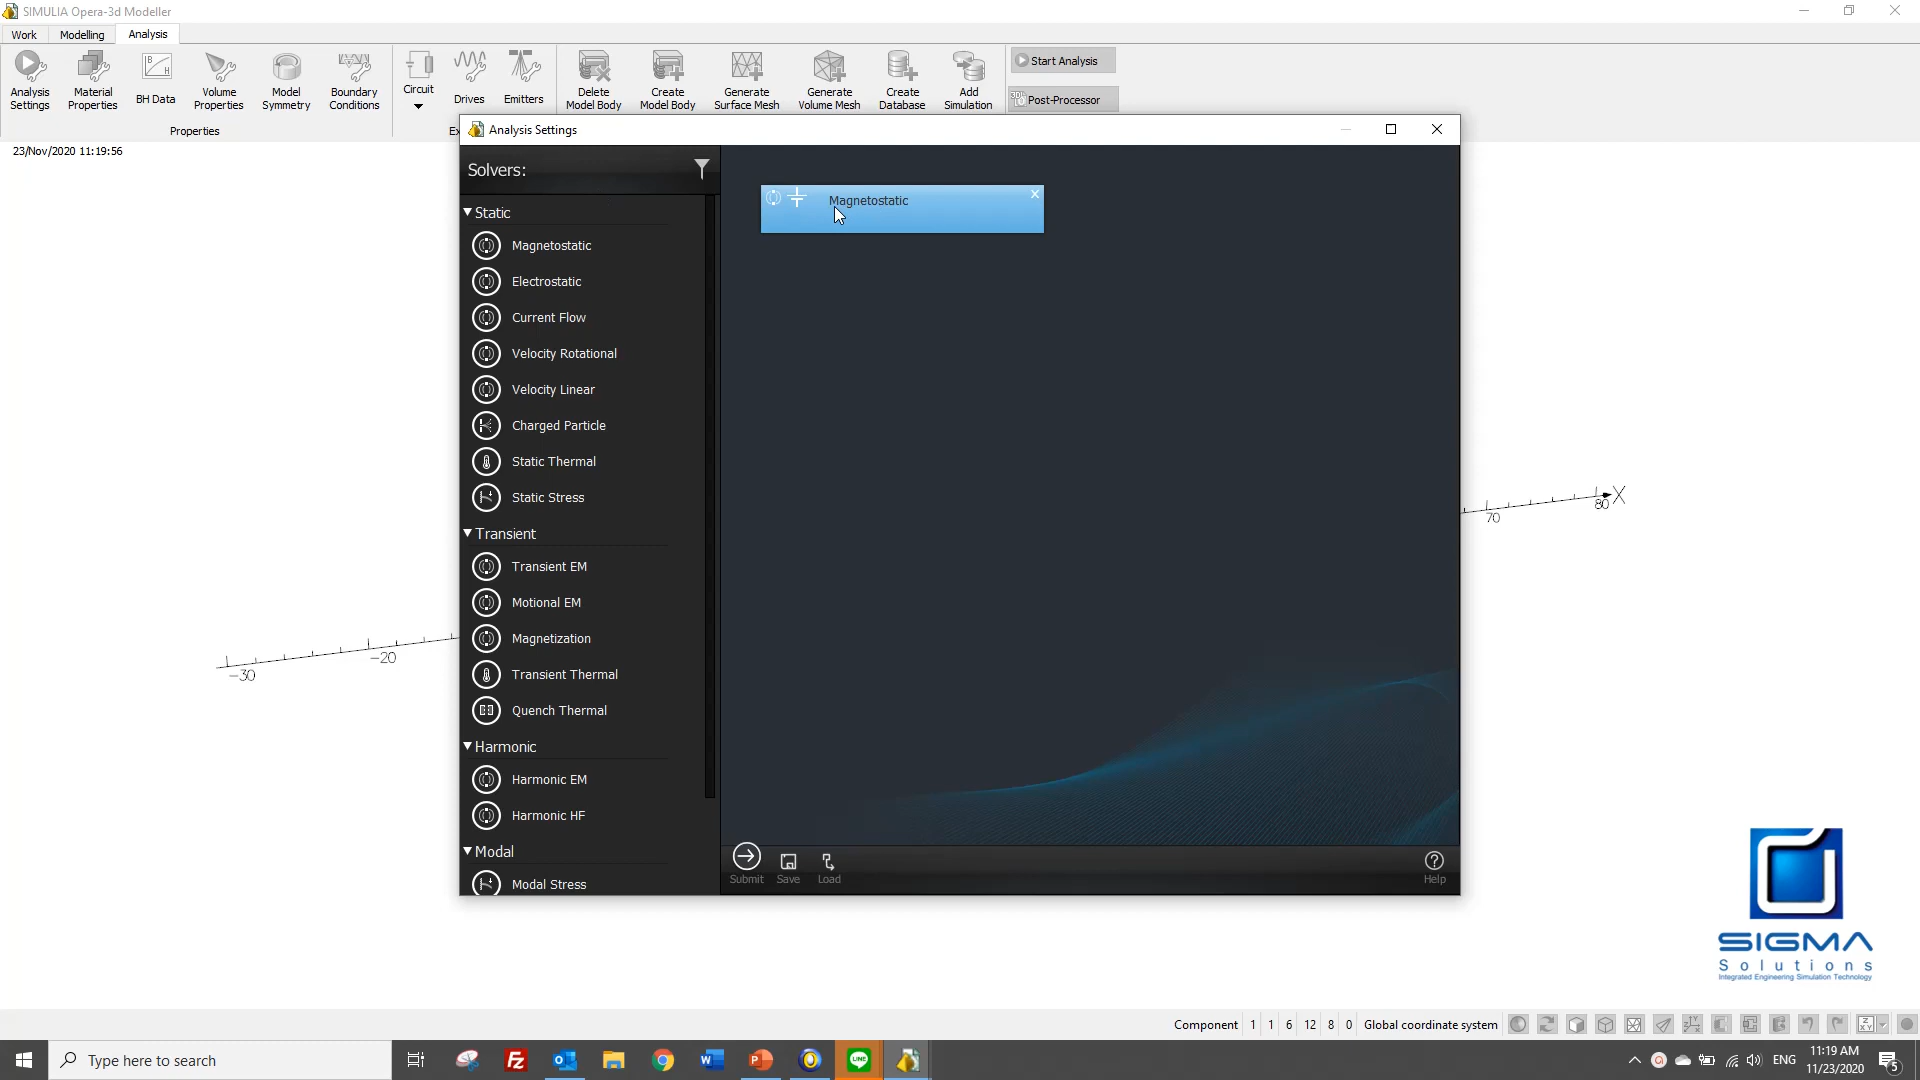 SIMULIA Opera-3d Modeller
Work Modelling Analysis
Analysis Settings
Material Properties
BH Data
Volume Properties
Model Symmetry
Boundary Conditions
Circuit
Drives
Emitters
Delete Model Body
Create Model Body
Generate Surface Mesh
Generate Volume Mesh
Create Database
Add Simulation
Start Analysis
Post-Processor
Properties
Ex
23/Nov/2020 11:19:56
Analysis Settings
Solvers:
Static
Magnetostatic
Electrostatic
Current Flow
Velocity Rotational
Velocity Linear
Charged Particle
Static Thermal
Static Stress
Transient
Transient EM
Motional EM
Magnetization
Transient Thermal
Quench Thermal
Harmonic
Harmonic EM
Harmonic HF
Modal
Modal Stress
Magnetostatic
Submit Save Load
Help
-30
-20
70
80
X
SIGMA
Solutions
Integrated Engineering Simulation Technology
Component 1 1 6 12 8 0 Global coordinate system
Type here to search
ENG
11:19 AM
11/23/2020
5